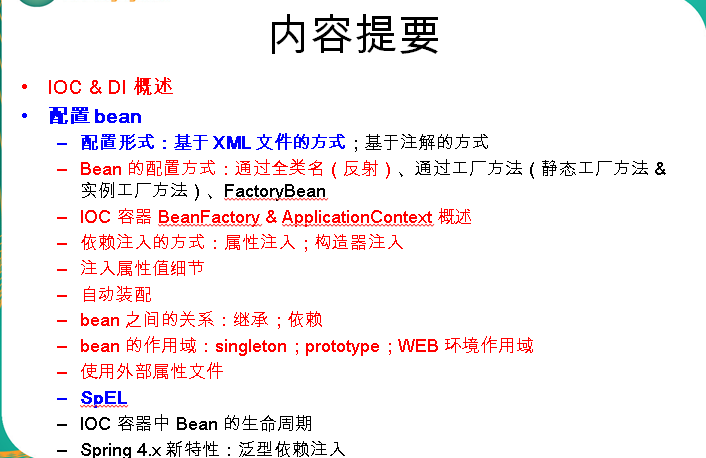 内容提要
• IOC & DI 概述
• 配置 bean
– 配置形式：基于 XML 文件的方式；基于注解的方式
– Bean 的配置方式：通过全类名（反射）、通过工厂方法（静态工厂方法 &
实例工厂方法）、FactoryBean
– IOC 容器 BeanFactory & ApplicationContext 概述
– 依赖注入的方式：属性注入；构造器注入
– 注入属性值细节
– 自动装配
– bean 之间的关系：继承；依赖
– bean 的作用域：singleton；prototype；WEB 环境作用域
– 使用外部属性文件
– SpEL
– IOC 容器中 Bean 的生命周期
– Spring 4.x 新特性：泛型依赖注入